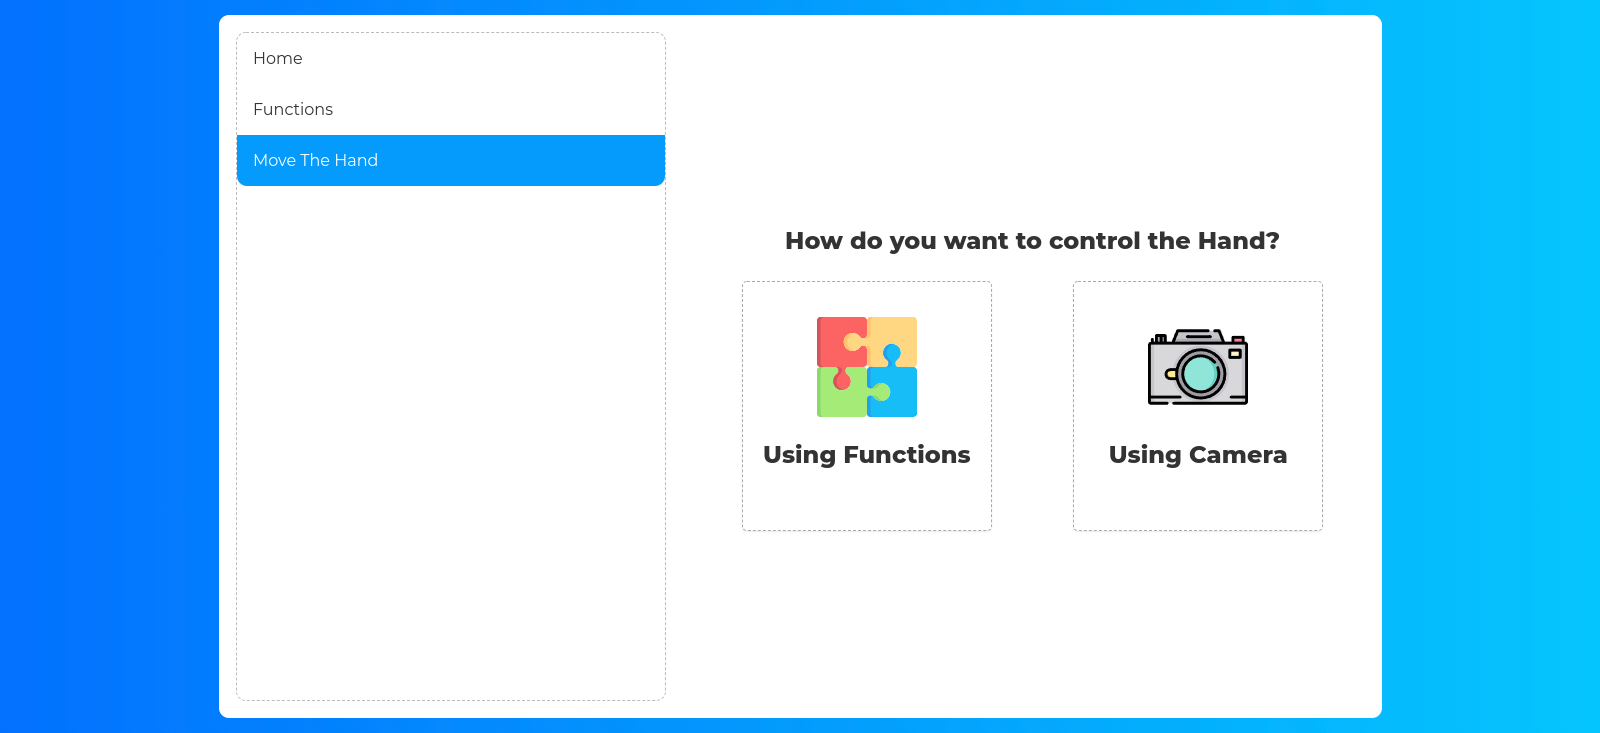 Home
Functions
Move The Hand
How do you want to control the Hand?
Using Functions
Using Camera